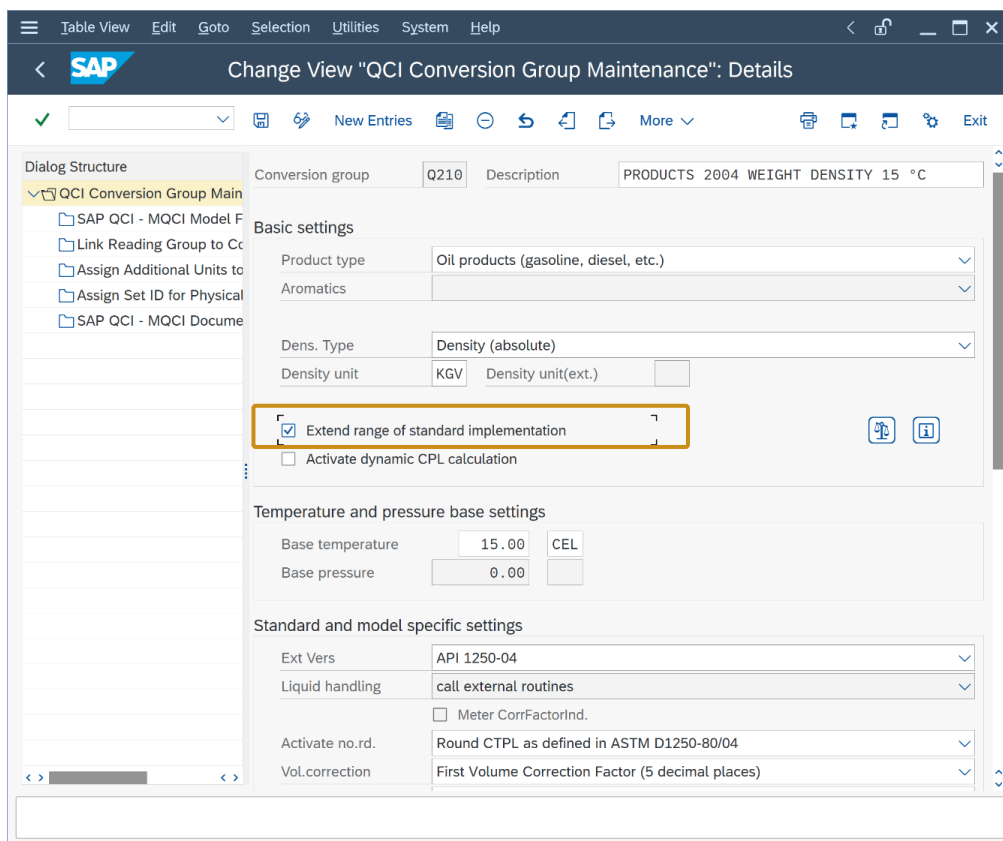 Table View Edit Goto Selection Utilities System Help
SAP Change View "QCI Conversion Group Maintenance": Details
New Entries More Exit
Dialog Structure
QCI Conversion Group Main
SAP QCI - MQCI Model F
Link Reading Group to Co
Assign Additional Units to
Assign Set ID for Physical
SAP QCI - MQCI Docume
Conversion group Q210 Description PRODUCTS 2004 WEIGHT DENSITY 15 °C
Basic settings
Product type Oil products (gasoline, diesel, etc.)
Aromatics
Dens. Type Density (absolute)
Density unit KGV Density unit(ext.)
Extend range of standard implementation
Activate dynamic CPL calculation
Temperature and pressure base settings
Base temperature 15.00 CEL
Base pressure 0.00
Standard and model specific settings
Ext Vers API 1250-04
Liquid handling call external routines
Meter CorrFactorInd.
Activate no.rd. Round CTPL as defined in ASTM D1250-80/04
Vol.correction First Volume Correction Factor (5 decimal places)